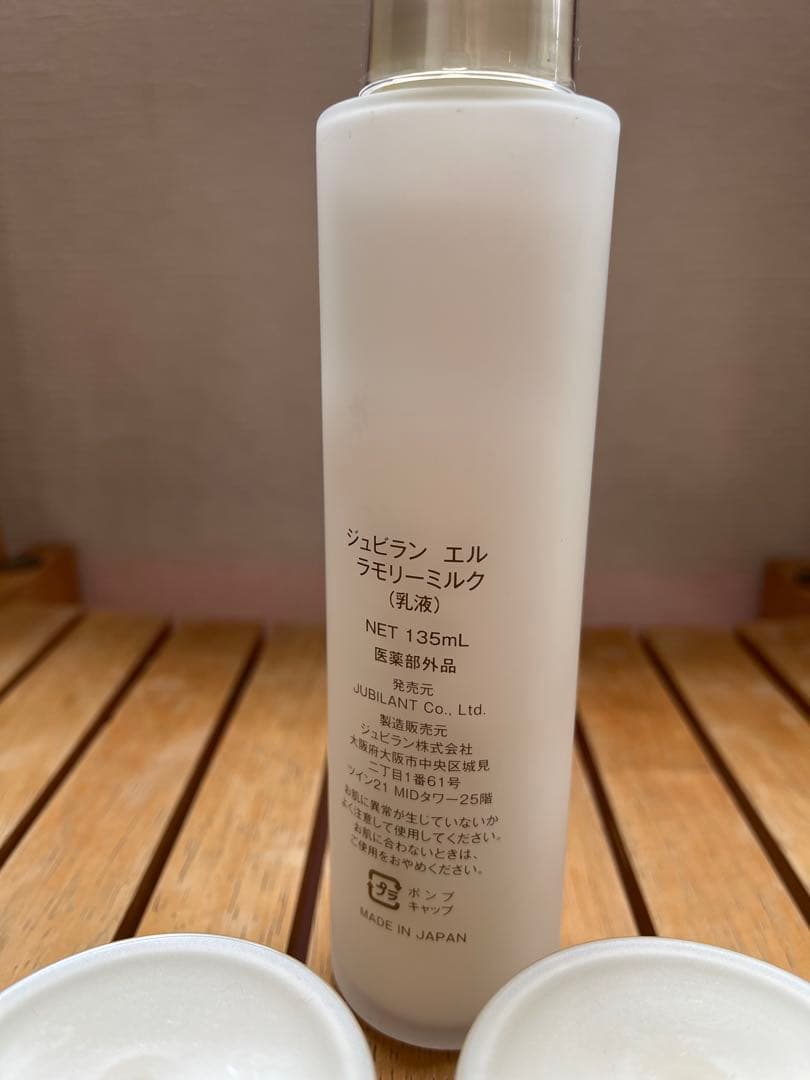 ジュビラン エル
ラモリーミルク
（乳液）
NET 135mL
医薬部外品
発売元
JUBILANT Co., Ltd.
製造販売元
ジュビラン株式会社
大阪府大阪市中央区城見
二丁目1番61号
ツイン21 MIDタワー25階
お肌に異常が生じていないか
よく注意して使用してください。
お肌に合わないときは、
ご使用をおやめください。
プラ
ポンプ
キャップ
MADE IN JAPAN